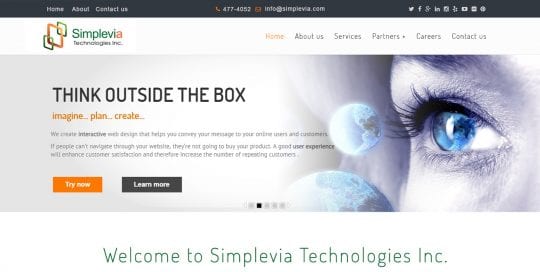 Home About us Contact us 477-4052 info@simplevia.com
Simplevia
Technologies Inc.
Home About us Services Partners + Careers Contact us
THINK OUTSIDE THE BOX
imagine... plan... create...
We create interactive web design that helps you convey your message to your online users and customers.
If people can't navigate through your website, they're not going to buy your product. A good user experience
will enhance customer satisfaction and therefore increase the number of repeating customers .
Try now Learn more
Welcome to Simplevia Technologies Inc.